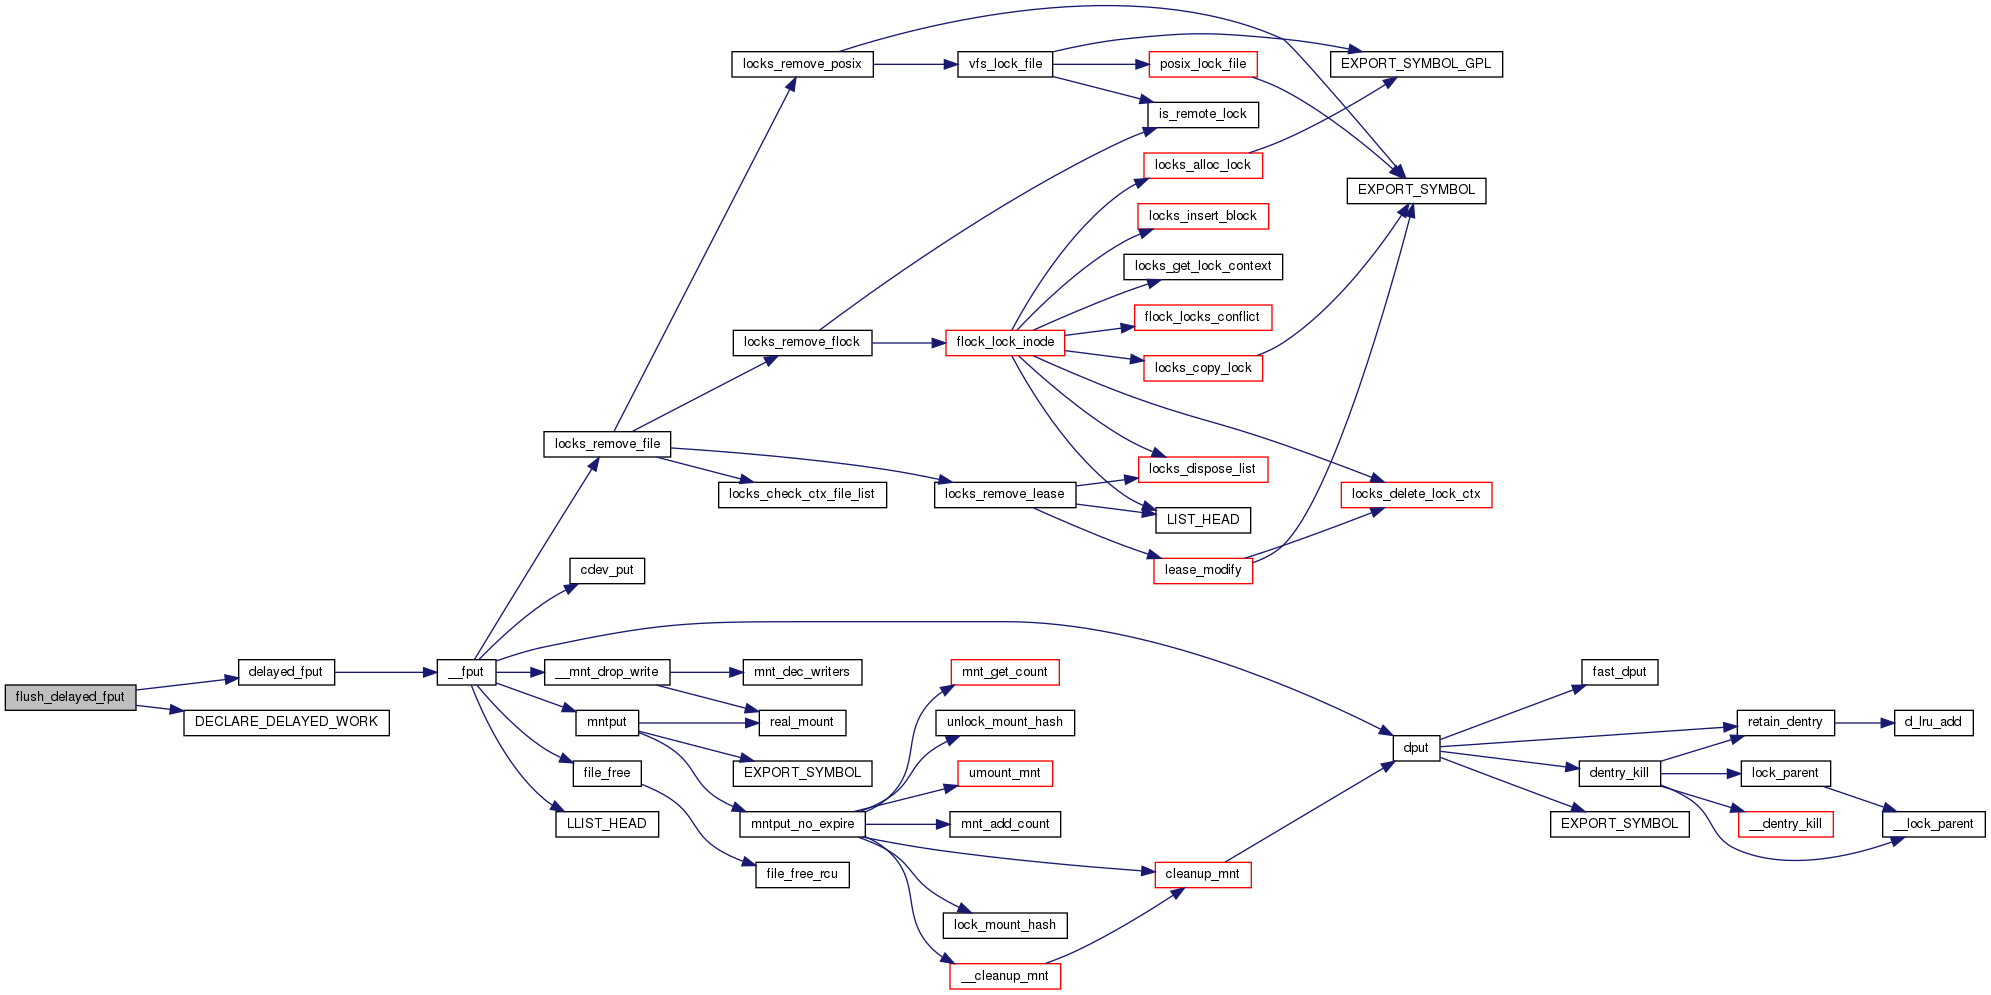 locks_remove_posix
vfs_lock_file
posix_lock_file
EXPORT_SYMBOL_GPL
is_remote_lock
locks_alloc_lock
EXPORT_SYMBOL
locks_insert_block
locks_get_lock_context
flock_locks_conflict
locks_remove_flock
flock_lock_inode
locks_copy_lock
locks_remove_file
locks_dispose_list
locks_check_ctx_file_list
locks_remove_lease
locks_delete_lock_ctx
LIST_HEAD
cdev_put
lease_modify
delayed_fput
__fput
__mnt_drop_write
mnt_dec_writers
mnt_get_count
fast_dput
flush_delayed_fput
DECLARE_DELAYED_WORK
mntput
real_mount
unlock_mount_hash
retain_dentry
d_lru_add
dput
file_free
EXPORT_SYMBOL
umount_mnt
dentry_kill
lock_parent
LLIST_HEAD
mntput_no_expire
mnt_add_count
EXPORT_SYMBOL
__dentry_kill
__lock_parent
file_free_rcu
cleanup_mnt
lock_mount_hash
__cleanup_mnt